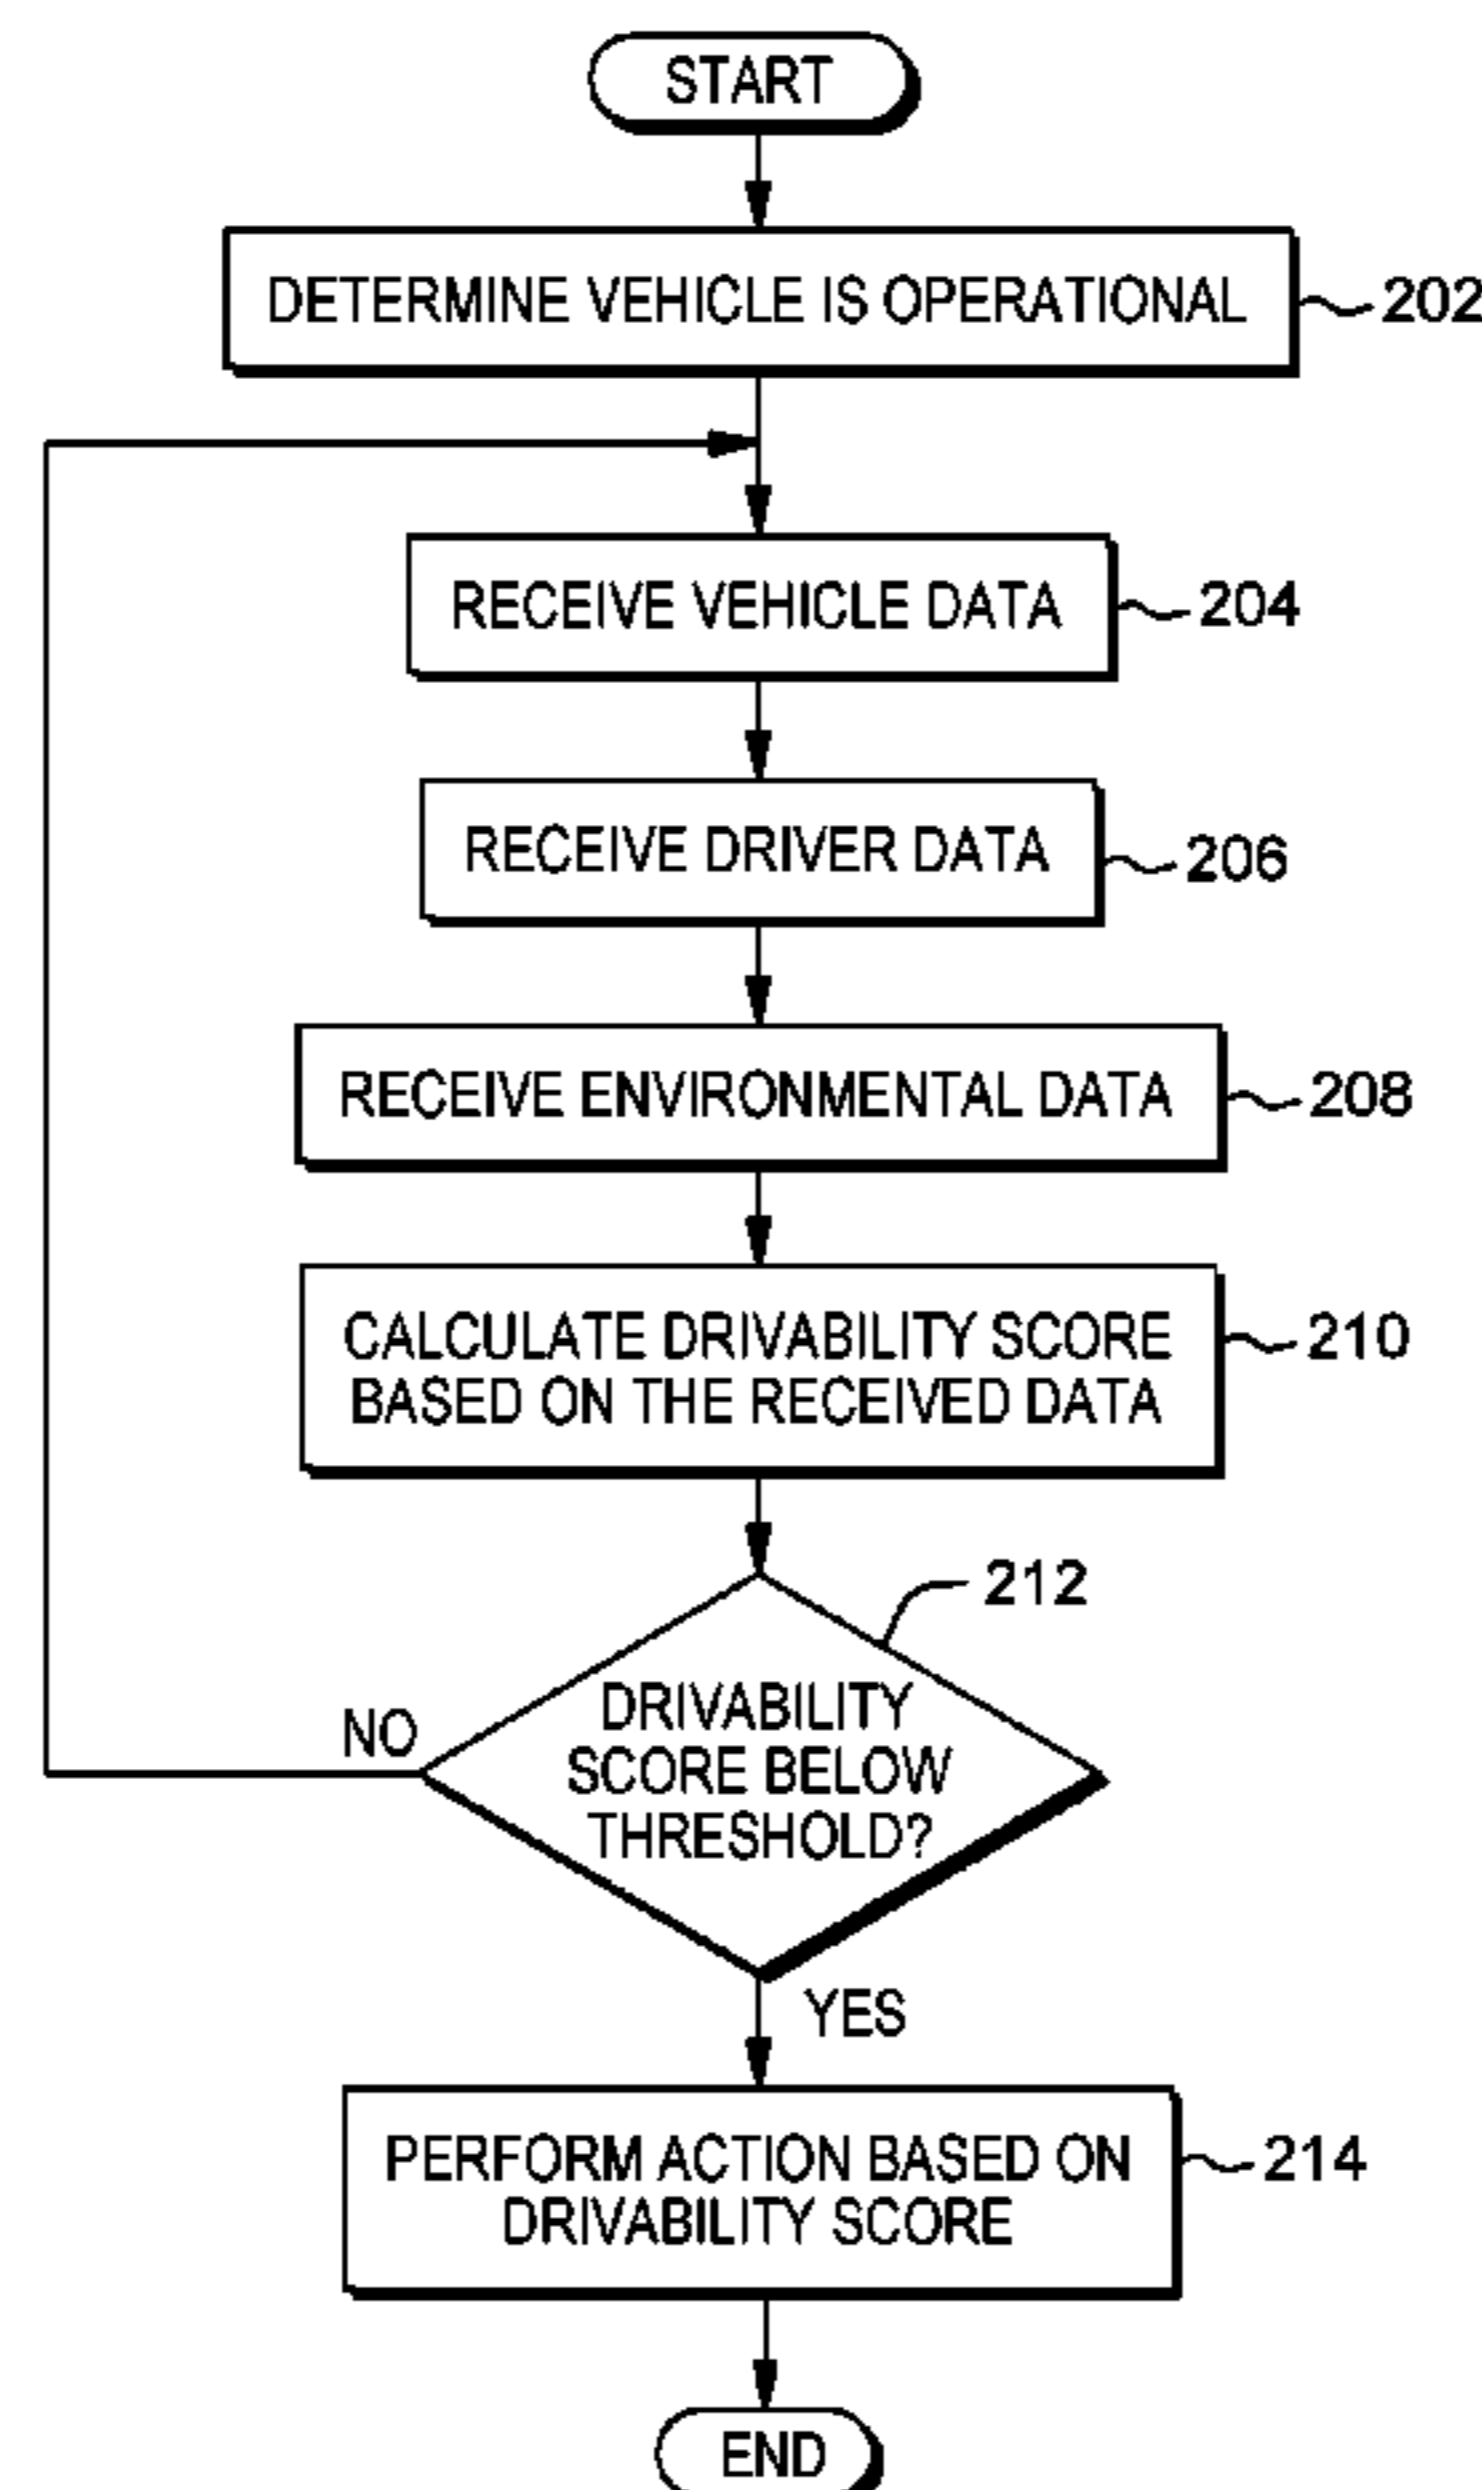 START
DETERMINE VEHICLE IS OPERATIONAL
202
RECEIVE VEHICLE DATA
204
RECEIVE DRIVER DATA
206
RECEIVE ENVIRONMENTAL DATA
208
CALCULATE DRIVABILITY SCORE
BASED ON THE RECEIVED DATA
210
212
DRIVABILITY
SCORE BELOW
THRESHOLD?
NO
YES
PERFORM ACTION BASED ON
DRIVABILITY SCORE
214
END